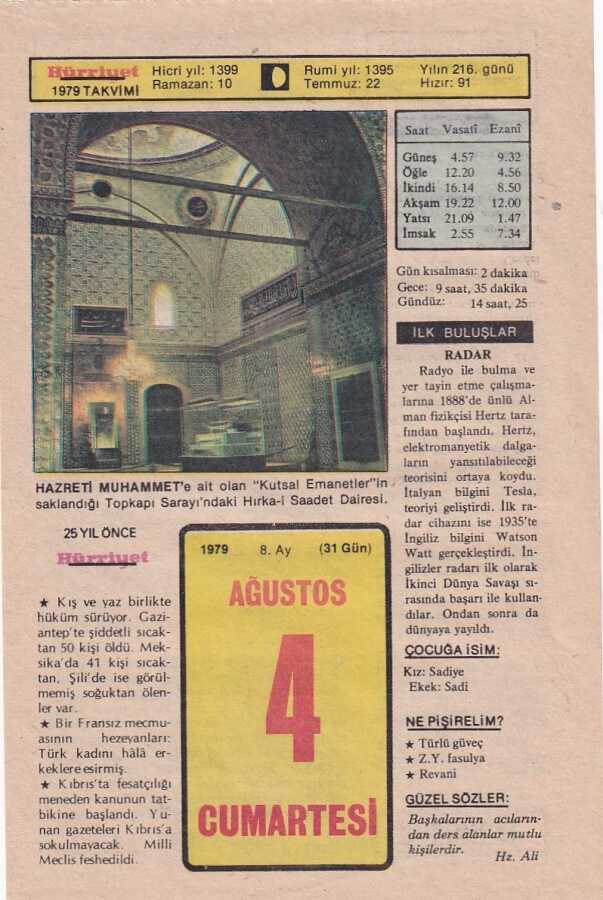 Hürriyet
1979 TAKVİMİ
Hicri yıl: 1399
Ramazan: 10
Rumi yıl: 1395
Temmuz: 22
Yılın 216. günü
Hızır: 91
Saat Vasatî Ezanî
Güneş 4.57 9.32
Öğle 12.20 4.56
İkindi 16.14 8.50
Akşam 19.22 12.00
Yatsı 21.09 1.47
İmsak 2.55 7.34
Gün kısalması: 2 dakika
Gece: 9 saat, 35 dakika
Gündüz: 14 saat, 25
HAZRETİ MUHAMMET'e ait olan "Kutsal Emanetler"in
saklandığı Topkapı Sarayı'ndaki Hırka-i Saadet Dairesi.
İLK BULUŞLAR
RADAR
Radyo ile bulma ve
yer tayin etme çalışma-
larına 1888'de ünlü Al-
man fizikçisi Hertz tara-
fından başlandı. Hertz,
elektromanyetik dalga-
ların yansıtılabileceği
teorisini ortaya koydu.
İtalyan bilgini Tesla,
teoriyi geliştirdi. İlk ra-
dar cihazını ise 1935'te
İngiliz bilgini Watson
Watt gerçekleştirdi. İn-
gilizler radarı ilk olarak
İkinci Dünya Savaşı sı-
rasında başarı ile kullan-
dılar. Ondan sonra da
dünyaya yayıldı.
ÇOCUĞA İSİM:
Kız: Sadiye
Ekek: Sadi
NE PİŞİRELİM?
★ Türlü güveç
★ Z.Y. fasulya
★ Revani
GÜZEL SÖZLER:
Başkalarının acıların-
dan ders alanlar mutlu
kişilerdir.
Hz. Ali
25 YIL ÖNCE
Hürriyet
★ Kış ve yaz birlikte
hüküm sürüyor. Gazi-
antep'te şiddetli sıcak-
tan 50 kişi öldü. Mek-
sika'da 41 kişi sıcak-
tan, Şili'de ise görül-
memiş soğuktan ölen-
ler var.
★ Bir Fransız mecmu-
asının hezeyanları:
Türk kadını hâlâ er-
keklere esirmiş.
★ Kıbrıs'ta fesatçılığı
meneden kanunun tat-
bikine başlandı. Yu-
nan gazeteleri Kıbrıs'a
sokulmayacak. Milli
Meclis feshedildi.
1979 8. Ay (31 Gün)
AĞUSTOS
4
CUMARTESİ